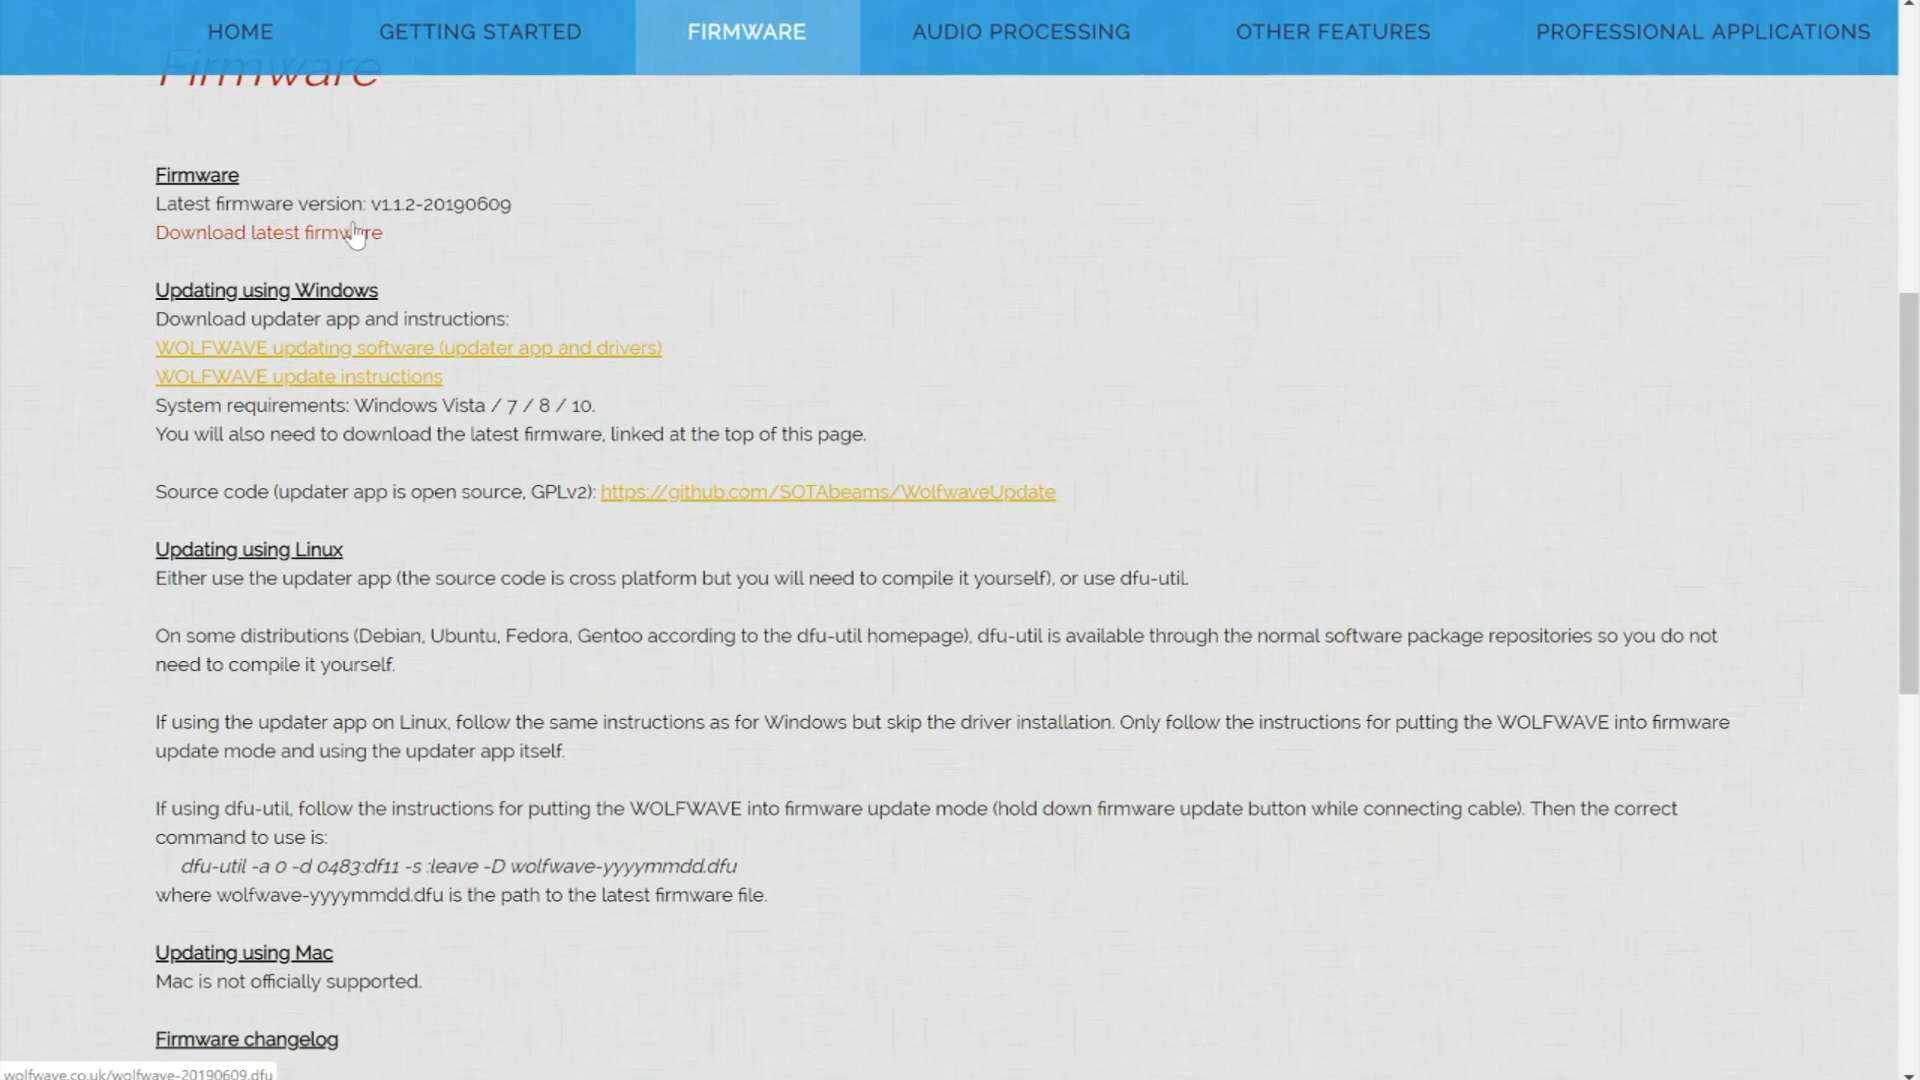 HOME GETTING STARTED FIRMWARE AUDIO PROCESSING OTHER FEATURES PROFESSIONAL APPLICATIONS
Firmware
Firmware
Latest firmware version: v1.1.2-20190609
Download latest firmware
Updating using Windows
Download updater app and instructions:
WOLFWAVE updating software (updater app and drivers)
WOLFWAVE update instructions
System requirements: Windows Vista / 7 / 8 / 10.
You will also need to download the latest firmware, linked at the top of this page.
Source code (updater app is open source, GPLv2): https://github.com/SOTAbeams/WolfwaveUpdate
Updating using Linux
Either use the updater app (the source code is cross platform but you will need to compile it yourself), or use dfu-util.
On some distributions (Debian, Ubuntu, Fedora, Gentoo according to the dfu-util homepage), dfu-util is available through the normal software package repositories so you do not
need to compile it yourself.
If using the updater app on Linux, follow the same instructions as for Windows but skip the driver installation. Only follow the instructions for putting the WOLFWAVE into firmware
update mode and using the updater app itself.
If using dfu-util, follow the instructions for putting the WOLFWAVE into firmware update mode (hold down firmware update button while connecting cable). Then the correct
command to use is:
dfu-util -a 0 -d 0483:df11 -s :leave -D wolfwave-yyyymmdd.dfu
where wolfwave-yyyymmdd.dfu is the path to the latest firmware file.
Updating using Mac
Mac is not officially supported.
Firmware changelog
wolfwave.co.uk/wolfwave-20190609.dfu